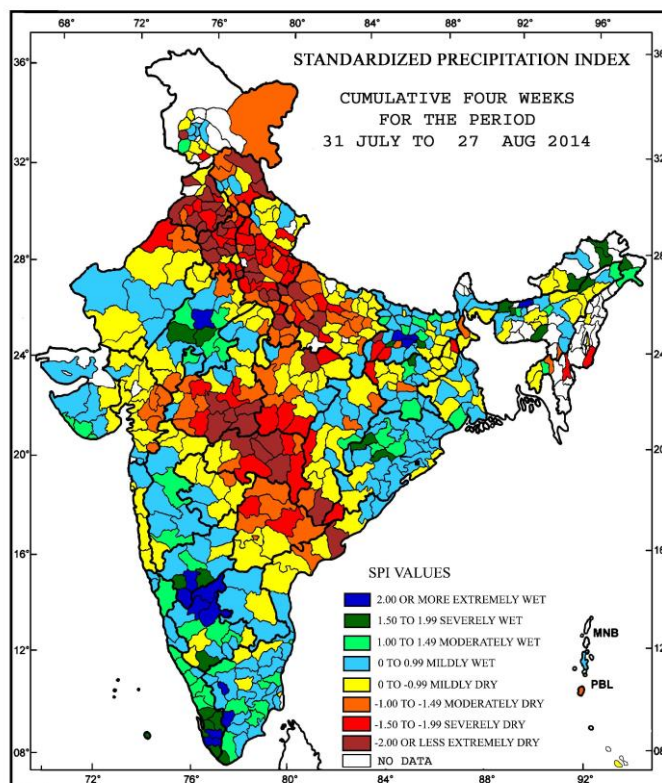 68° 72° 76° 80° 84° 88° 92° 96°
36°
STANDARDIZED PRECIPITATION INDEX
CUMULATIVE FOUR WEEKS
FOR THE PERIOD
31 JULY TO 27 AUG 2014
32°
28°
24°
20°
16°
12°
08°
SPI VALUES
2.00 OR MORE EXTREMELY WET
1.50 TO 1.99 SEVERELY WET
1.00 TO 1.49 MODERATELY WET
0 TO 0.99 MILDLY WET
0 TO -0.99 MILDLY DRY
-1.00 TO -1.49 MODERATELY DRY
-1.50 TO -1.99 SEVERELY DRY
-2.00 OR LESS EXTREMELY DRY
NO DATA
MNB
PBL
72° 76° 80° 84° 88° 92°